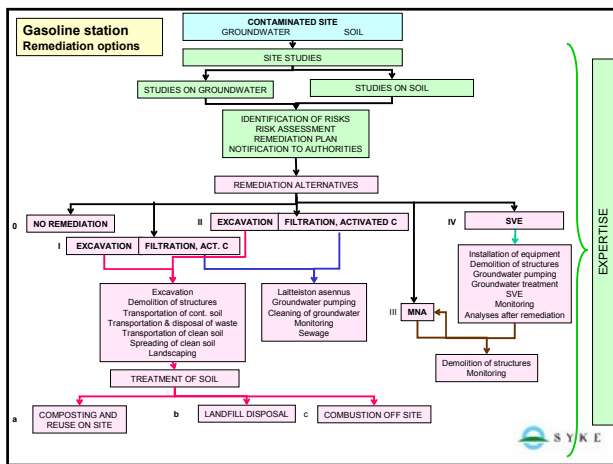 Gasoline station
Remediation options
CONTAMINATED SITE
GROUNDWATER SOIL
SITE STUDIES
STUDIES ON GROUNDWATER
STUDIES ON SOIL
IDENTIFICATION OF RISKS
RISK ASSESSMENT
REMEDIATION PLAN
NOTIFICATION TO AUTHORITIES
REMEDIATION ALTERNATIVES
0 NO REMEDIATION
II EXCAVATION FILTRATION, ACTIVATED C
IV SVE
I EXCAVATION FILTRATION, ACT. C
Excavation
Demolition of structures
Transportation of cont. soil
Transportation & disposal of waste
Transportation of clean soil
Spreading of clean soil
Landscaping
Laitteiston asennus
Groundwater pumping
Cleaning of groundwater
Monitoring
Sewage
III MNA
Installation of equipment
Demolition of structures
Groundwater pumping
Groundwater treatment
SVE
Monitoring
Analyses after remediation
Demolition of structures
Monitoring
TREATMENT OF SOIL
a COMPOSTING AND
REUSE ON SITE
b LANDFILL DISPOSAL
c COMBUSTION OFF SITE
EXPERTISE
SYKE